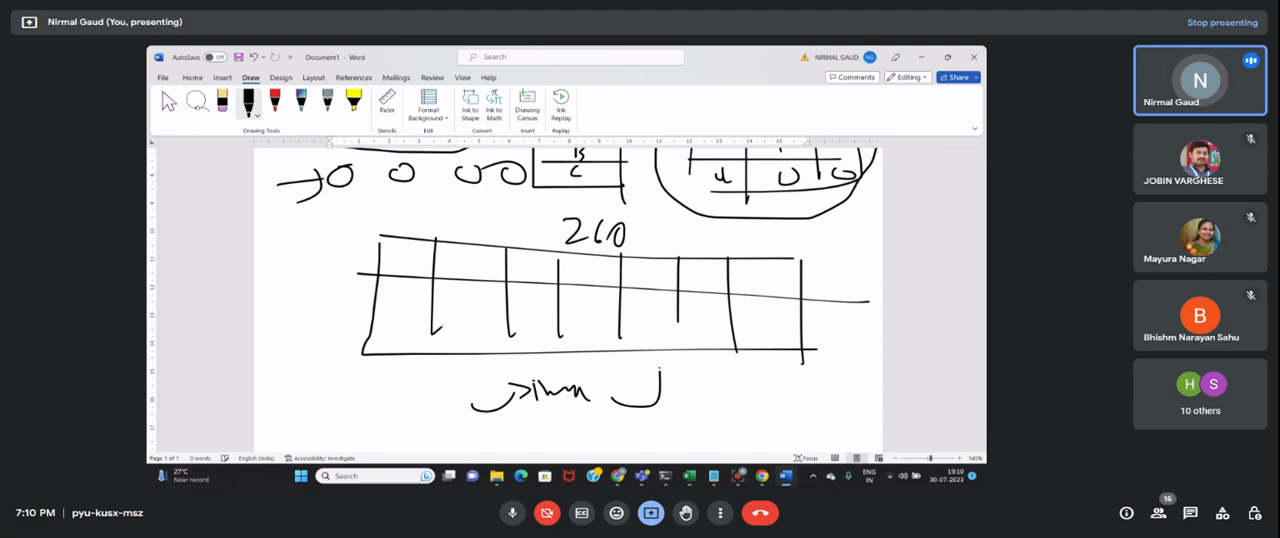 Nirmal Gaud (You, presenting)
Stop presenting
AutoSave Off Document1 - Word Search NIRMAL GAUD NG
File Home Insert Draw Design Layout References Mailings Review View Help Comments Editing Share
Ruler Format Background Ink to Shape Ink to Math Drawing Canvas Ink Replay
Drawing Tools Stencils Edit Convert Insert Replay
B
C
260
Page 1 of 1 0 words English (India) Accessibility: Investigate Focus 145%
27°C
Near record
Search
ENG
IN
19:10
30-07-2023
N
Nirmal Gaud
JOBIN VARGHESE
Mayura Nagar
B
Bhishm Narayan Sahu
H S
10 others
7:10 PM | pyu-kusx-msz
16